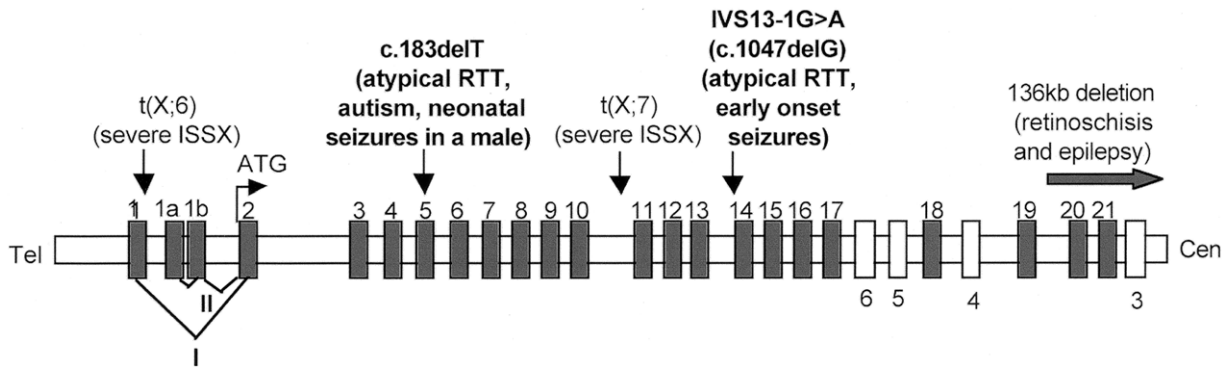 IVS13-1G>A
(c.1047delG)
(atypical RTT,
early onset
seizures)
c.183delT
(atypical RTT,
autism, neonatal
seizures in a male)
t(X;6)
(severe ISSX)
t(X;7)
(severe ISSX)
136kb deletion
(retinoschisis
and epilepsy)
ATG
1 1a 1b 2 3 4 5 6 7 8 9 10 11 12 13 14 15 16 17 18 19 20 21
Tel Cen
6 5 4 3
II
I